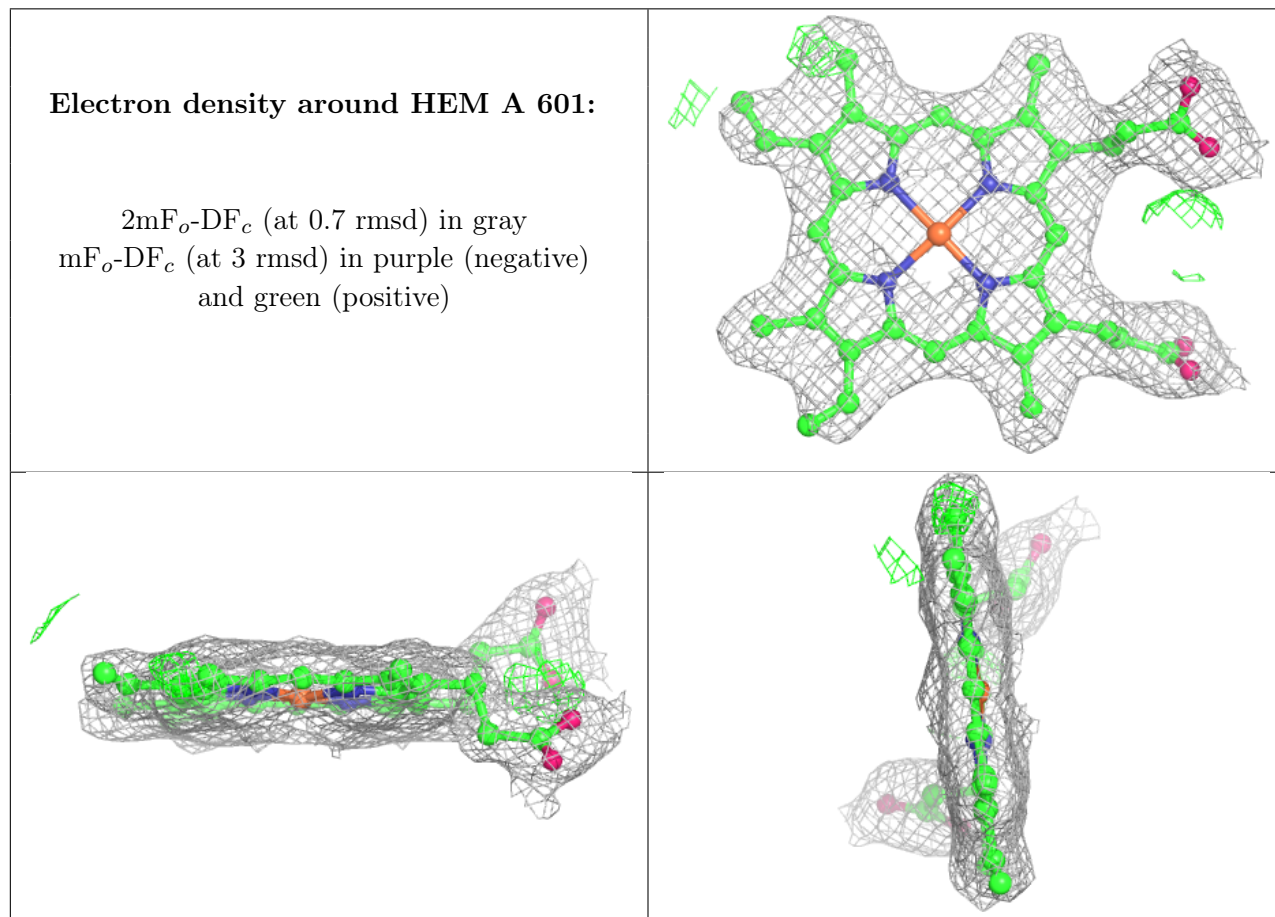 Electron density around HEM A 601:
2mFo-DFc (at 0.7 rmsd) in gray
mFo-DFc (at 3 rmsd) in purple (negative)
and green (positive)